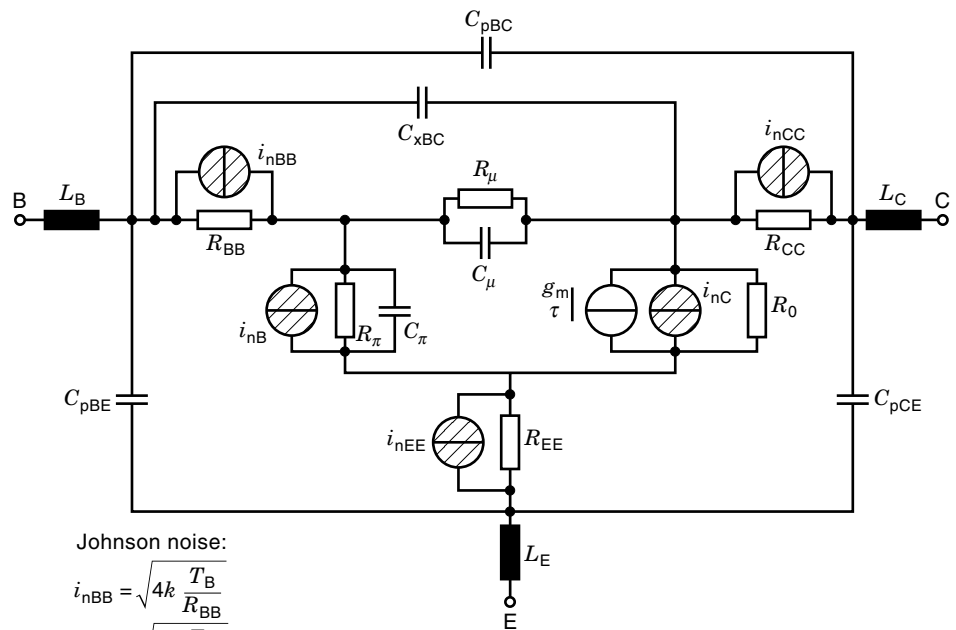 C_pBC
C_xBC
i_nBB
i_nCC
R_μ
B
L_B
L_C
C
R_BB
R_CC
C_μ
i_nB
R_π
C_π
g_m
τ
i_nC
R_0
C_pBE
C_pCE
i_nEE
R_EE
L_E
E
Johnson noise:
i_nBB = √(4k T_B / R_BB)